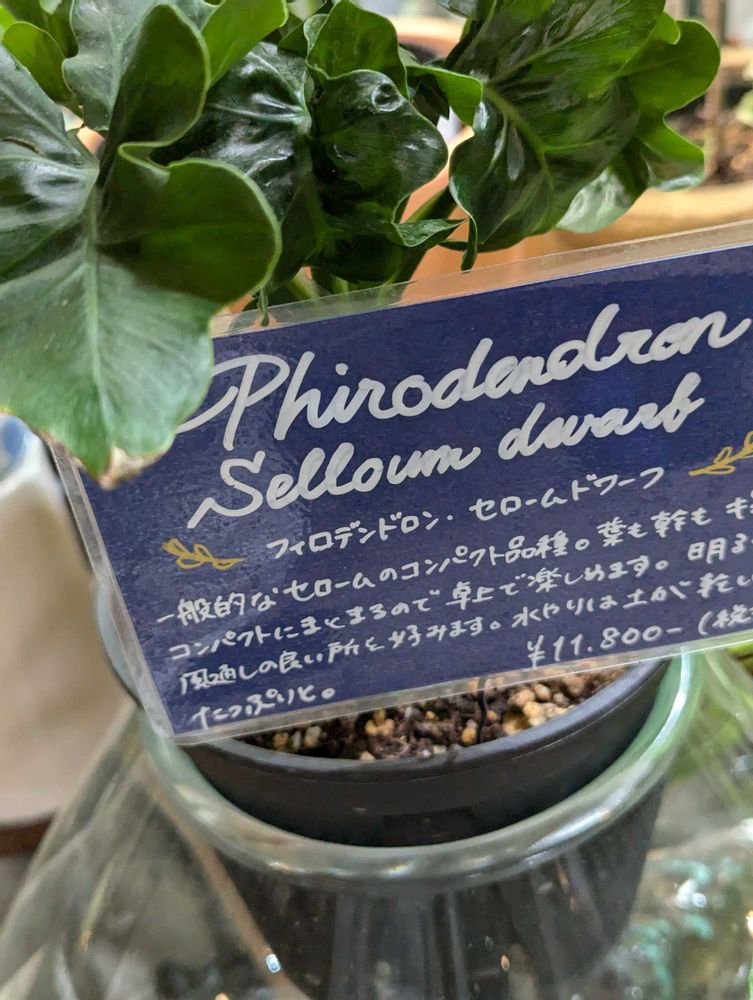 Phirodendron
Selloum dwarf
フィロデンドロン・セロームドワーフ
一般的なセロームのコンパクト品種。葉も幹も
コンパクトにまとまるので卓上で楽しめます。明る
風通しの良い所を好みます。水やりは土が乾い
たっぷりと。
¥11.800-(税